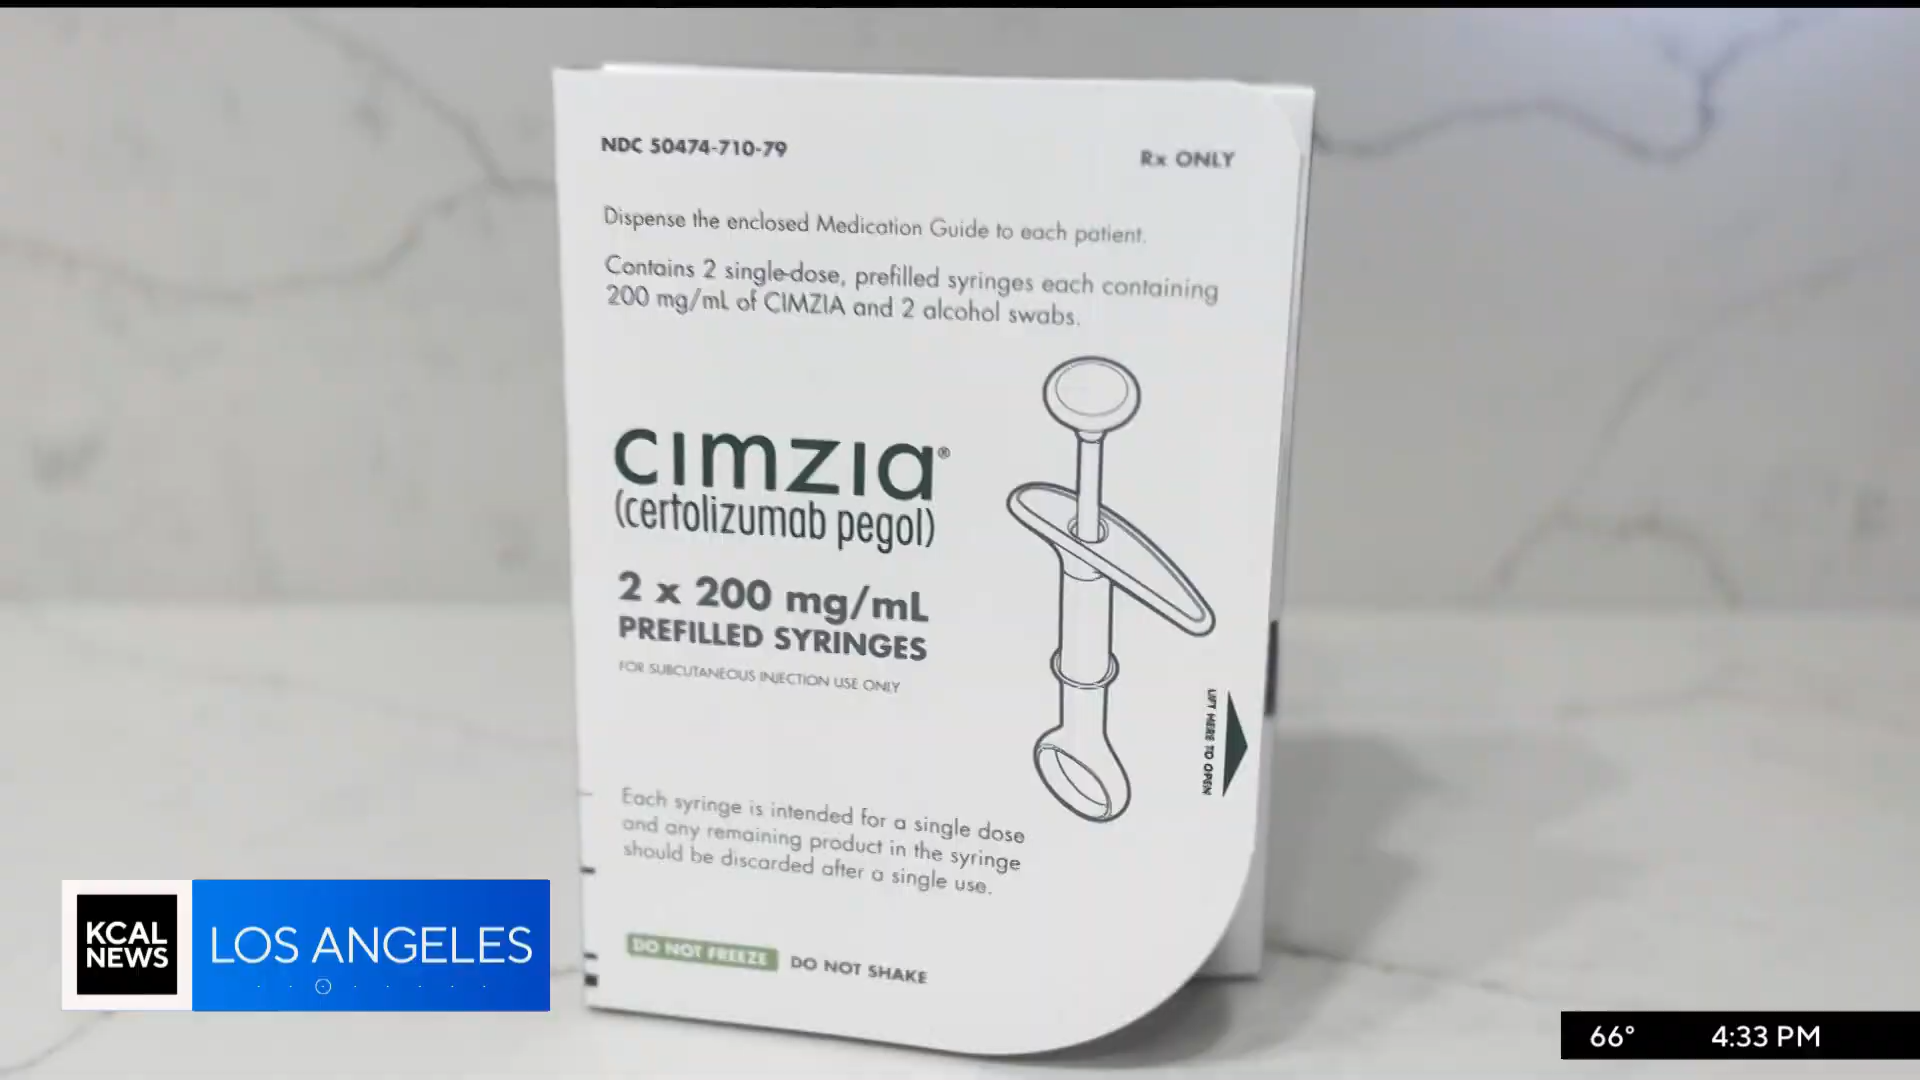 NDC 50474-710-79
Rx ONLY
Dispense the enclosed Medication Guide to each patient.
Contains 2 single-dose, prefilled syringes each containing
200 mg/mL of CIMZIA and 2 alcohol swabs.
cimzia®
(certolizumab pegol)
2 x 200 mg/mL
PREFILLED SYRINGES
FOR SUBCUTANEOUS INJECTION USE ONLY
LIFT HERE TO OPEN
Each syringe is intended for a single dose
and any remaining product in the syringe
should be discarded after a single use.
DO NOT FREEZE DO NOT SHAKE
KCAL
NEWS
LOS ANGELES
66° 4:33 PM